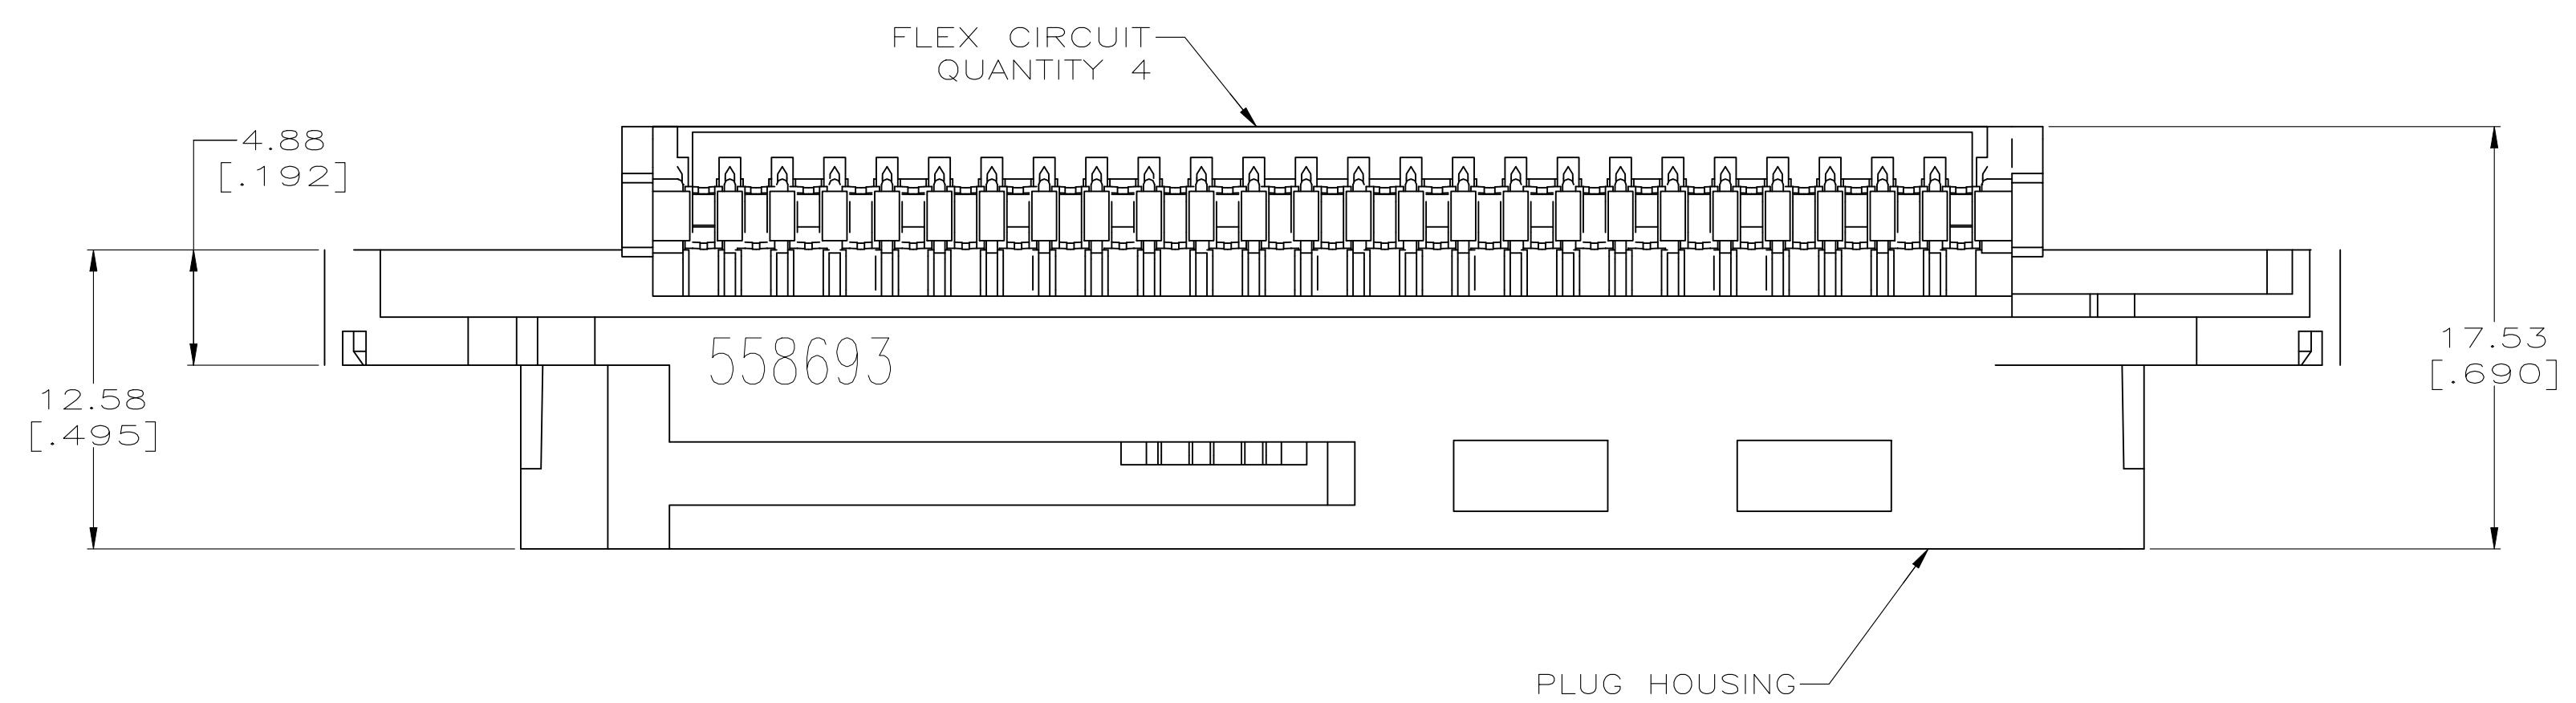 FLEX CIRCUIT
QUANTITY 4
4.88
[.192]
558693
17.53
[.690]
12.58
[.495]
PLUG HOUSING